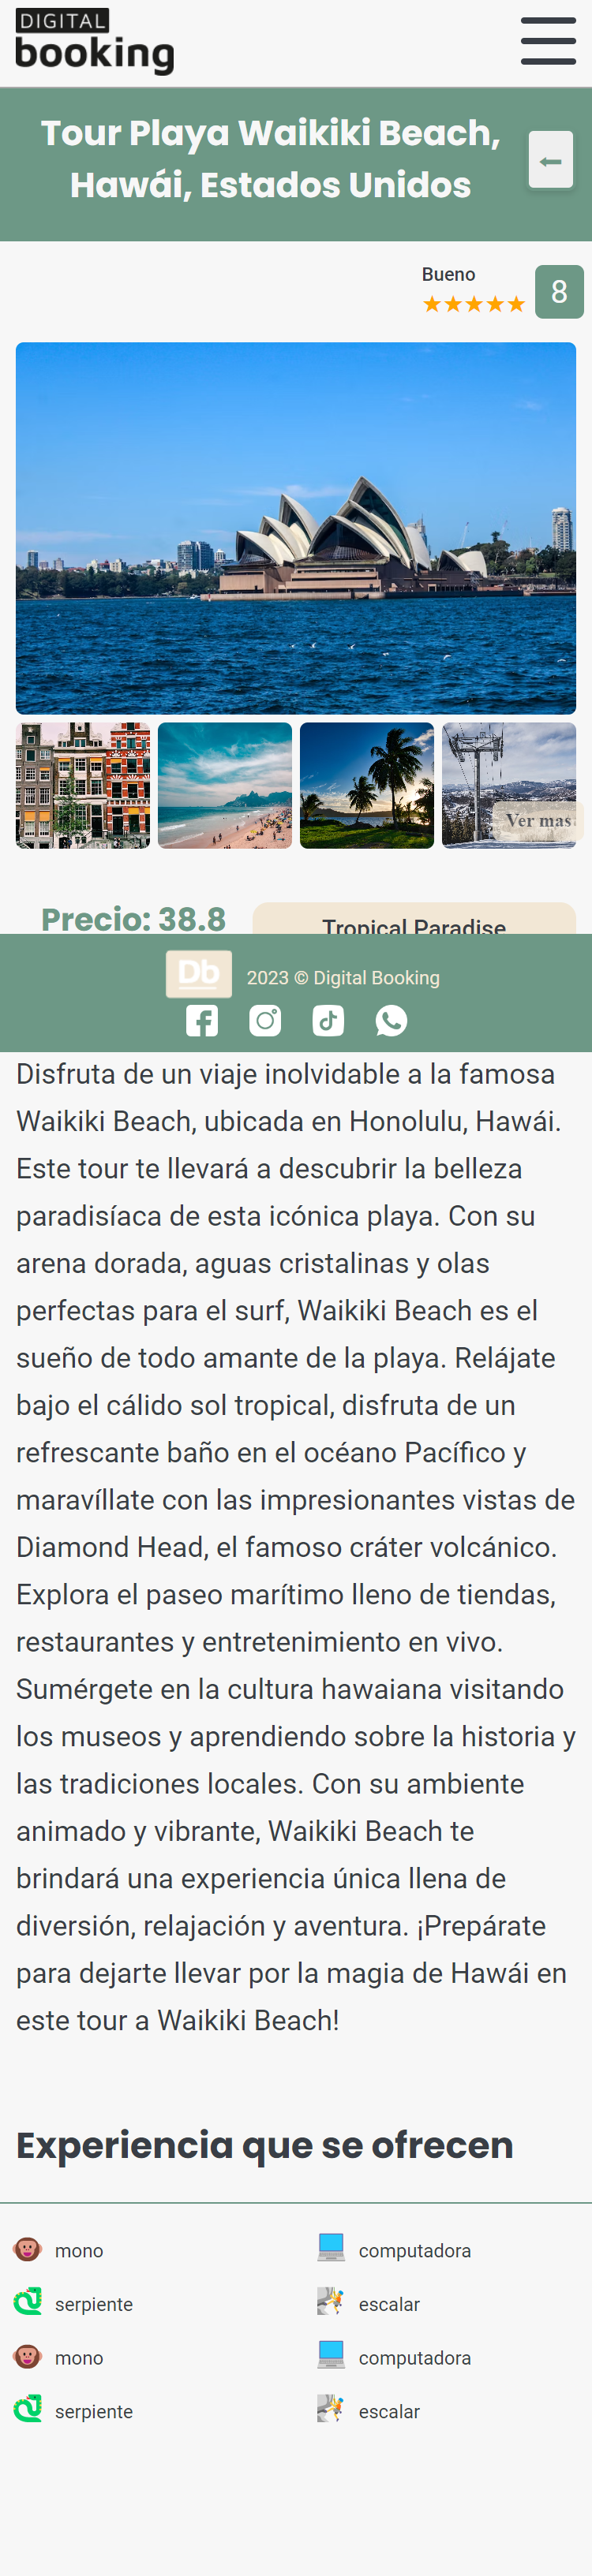 DIGITAL
booking
Tour Playa Waikiki Beach,
Hawái, Estados Unidos
Bueno
8
Ver mas
Precio: 38.8
Tropical Paradise
Db
2023 © Digital Booking
Disfruta de un viaje inolvidable a la famosa
Waikiki Beach, ubicada en Honolulu, Hawái.
Este tour te llevará a descubrir la belleza
paradisíaca de esta icónica playa. Con su
arena dorada, aguas cristalinas y olas
perfectas para el surf, Waikiki Beach es el
sueño de todo amante de la playa. Relájate
bajo el cálido sol tropical, disfruta de un
refrescante baño en el océano Pacífico y
maravíllate con las impresionantes vistas de
Diamond Head, el famoso cráter volcánico.
Explora el paseo marítimo lleno de tiendas,
restaurantes y entretenimiento en vivo.
Sumérgete en la cultura hawaiana visitando
los museos y aprendiendo sobre la historia y
las tradiciones locales. Con su ambiente
animado y vibrante, Waikiki Beach te
brindará una experiencia única llena de
diversión, relajación y aventura. ¡Prepárate
para dejarte llevar por la magia de Hawái en
este tour a Waikiki Beach!
Experiencia que se ofrecen
mono
computadora
serpiente
escalar
mono
computadora
serpiente
escalar